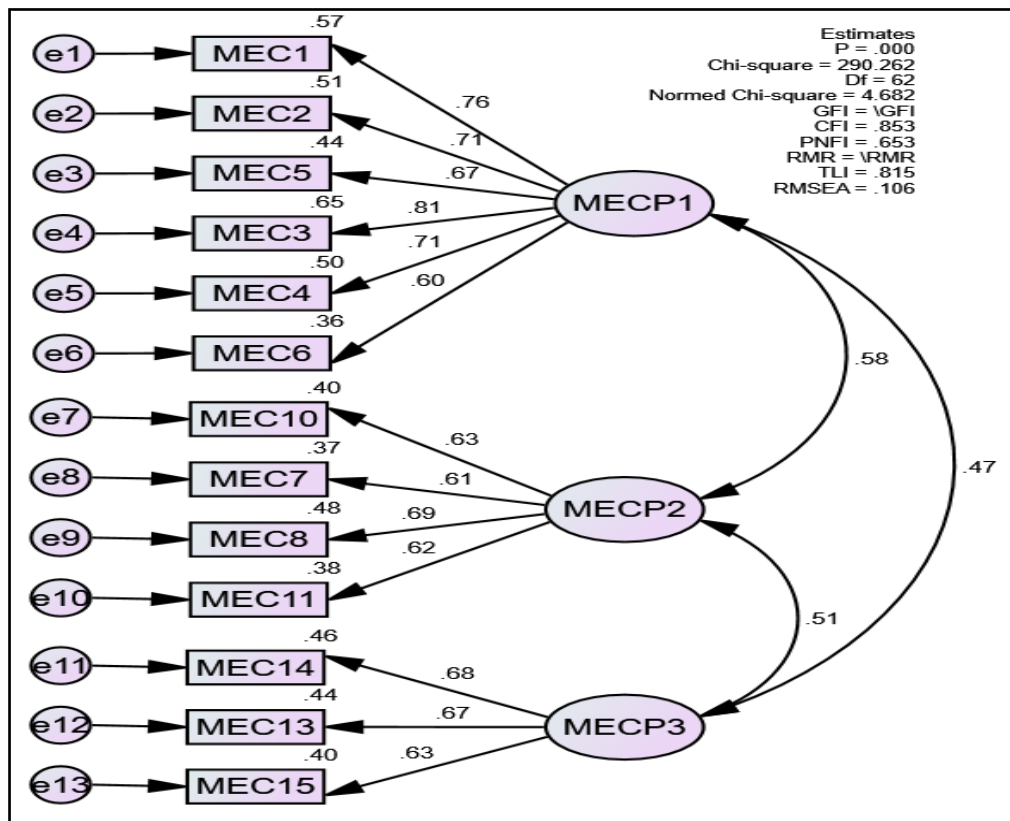 Estimates
P = .000
Chi-square = 290.262
Df = 62
Normed Chi-square = 4.682
GFI = \GFI
CFI = .853
PNFI = .653
RMR = \RMR
TLI = .815
RMSEA = .106
.57
e1 MEC1
.76
.51
e2 MEC2
.71
.44
e3 MEC5
.67
.65
e4 MEC3
.81
MECP1
.50
e5 MEC4
.71
.36
e6 MEC6
.60
.58
.40
e7 MEC10
.63
.47
.37
e8 MEC7
.61
.48
e9 MEC8
.69
MECP2
.38
e10 MEC11
.62
.51
.46
e11 MEC14
.68
.44
e12 MEC13
.67
MECP3
.40
e13 MEC15
.63